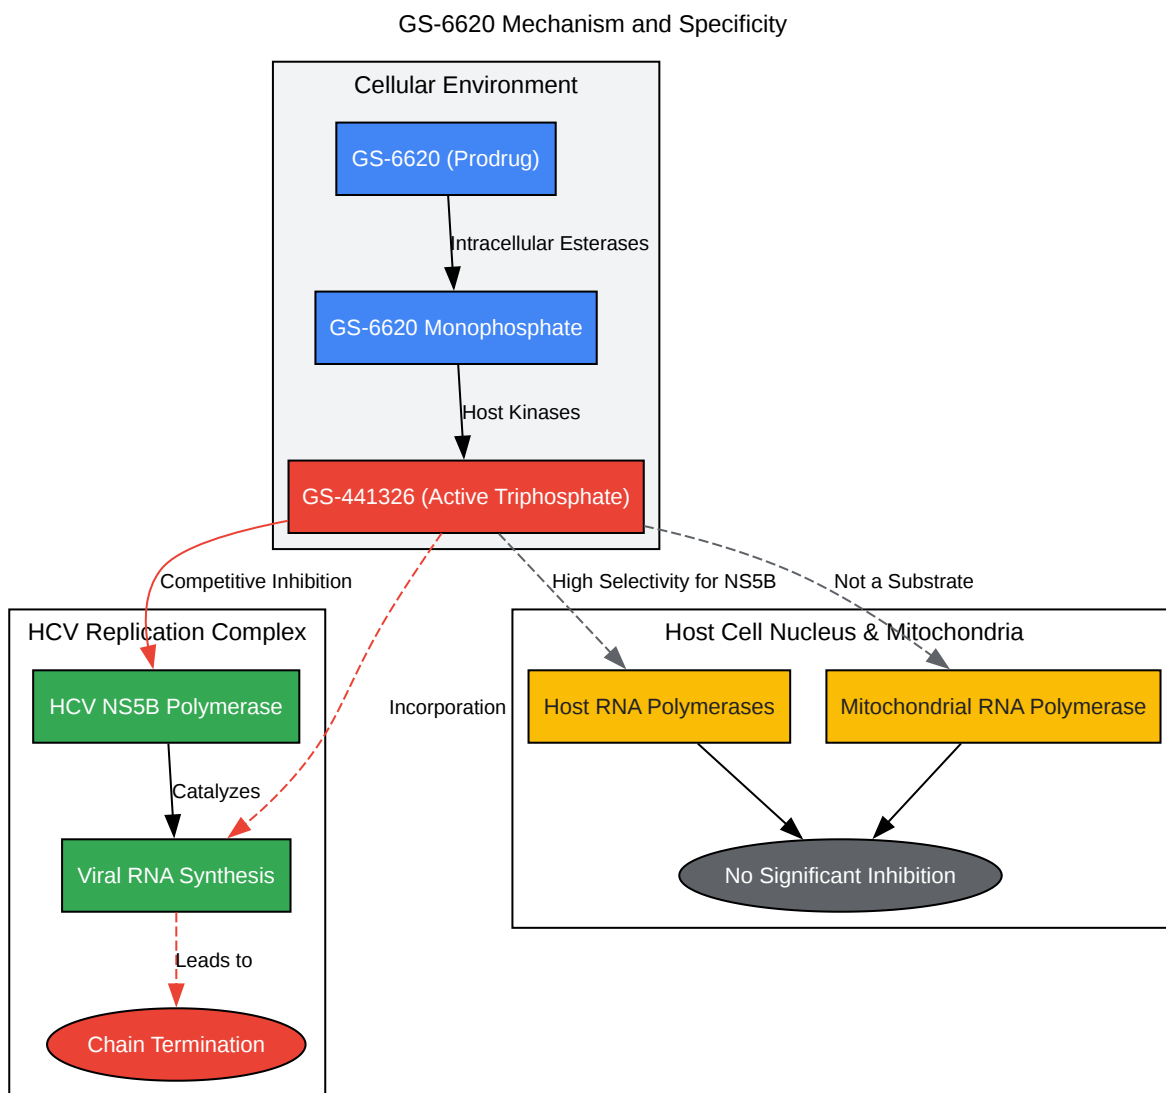 GS-6620 Mechanism and Specificity
Cellular Environment
GS-6620 (Prodrug)
Intracellular Esterases
GS-6620 Monophosphate
Host Kinases
GS-441326 (Active Triphosphate)
Competitive Inhibition
High Selectivity for NS5B
Not a Substrate
HCV Replication Complex
Host Cell Nucleus & Mitochondria
HCV NS5B Polymerase
Incorporation
Host RNA Polymerases
Mitochondrial RNA Polymerase
Catalyzes
Viral RNA Synthesis
No Significant Inhibition
Leads to
Chain Termination